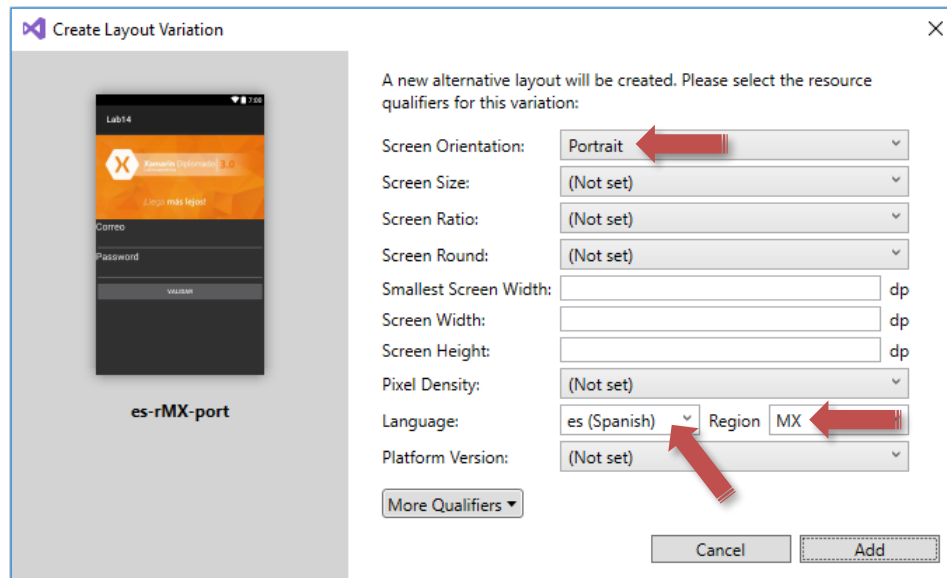 Create Layout Variation
7:00
Lab14
Xamarin Diplomado 3.0
¡Llega más lejos!
Correo
Password
VALIDAR
es-rMX-port
A new alternative layout will be created. Please select the resource
qualifiers for this variation:
Screen Orientation: Portrait
Screen Size: (Not set)
Screen Ratio: (Not set)
Screen Round: (Not set)
Smallest Screen Width: dp
Screen Width: dp
Screen Height: dp
Pixel Density: (Not set)
Language: es (Spanish) Region MX
Platform Version: (Not set)
More Qualifiers
Cancel Add